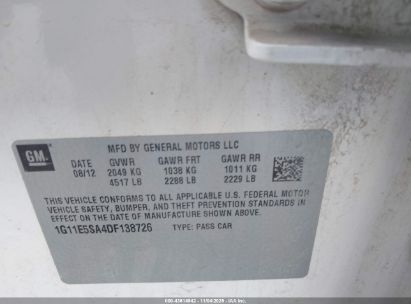 MFD BY GENERAL MOTORS LLC
GM
DATE GVWR GAWR FRT GAWR RR
08/12 2049 KG 1038 KG 1011 KG
4517 LB 2288 LB 2229 LB
THIS VEHICLE CONFORMS TO ALL APPLICABLE U.S. FEDERAL MOTOR
VEHICLE SAFETY, BUMPER, AND THEFT PREVENTION STANDARDS
IN EFFECT ON THE DATE OF MANUFACTURE SHOWN ABOVE.
1G11E5SA4DF138726 TYPE: PASS CAR